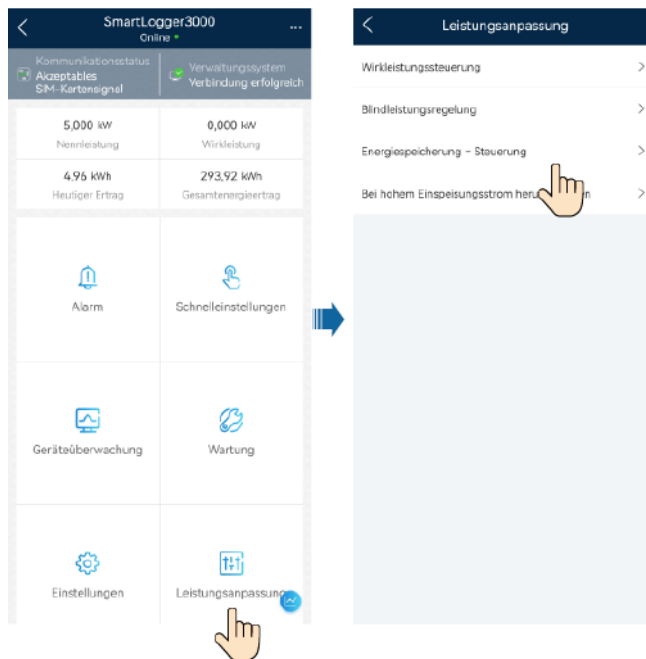 SmartLogger3000
Online
Kommunikationsstatus
Akzeptables
SIM-Kartensignal
Verwaltungssystem
Verbindung erfolgreich
5,000 kW
Nennleistung
0,000 kW
Wirkleistung
4,96 kWh
Heutiger Ertrag
293,92 kWh
Gesamtenergieertrag
Alarm
Schnelleinstellungen
Geräteüberwachung
Wartung
Einstellungen
Leistungsanpassung
Leistungsanpassung
Wirkleistungssteuerung
Blindleistungsregelung
Energiespeicherung – Steuerung
Bei hohem Einspeisungsstrom